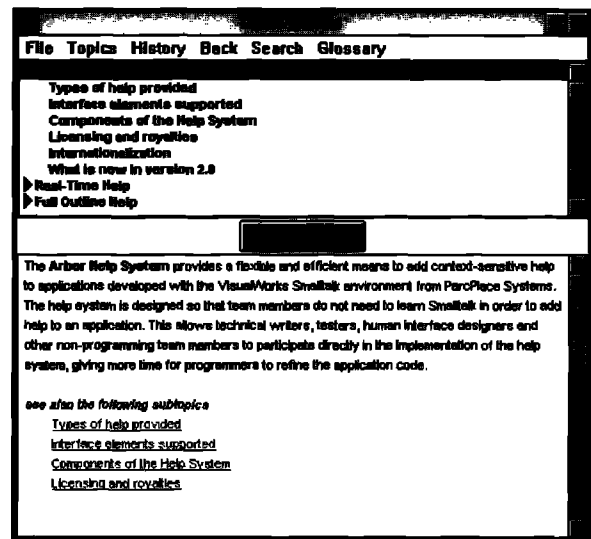 File Topics History Back Search Glossary
Types of help provided
Interface elements supported
Components of the Help System
Licensing and royalties
Internationalization
What is new in version 2.0
Real-Time Help
Full Outline Help
The Arbor Help System provides a flexible and efficient means to add context-sensitive help
to applications developed with the VisualWorks Smalltalk environment from ParcPlace Systems.
The help system is designed so that team members do not need to learn Smalltalk in order to add
help to an application. This allows technical writers, testers, human interface designers and
other non-programming team members to participate directly in the implementation of the help
system, giving more time for programmers to refine the application code.
see also the following subtopics
Types of help provided
Interface elements supported
Components of the Help System
Licensing and royalties